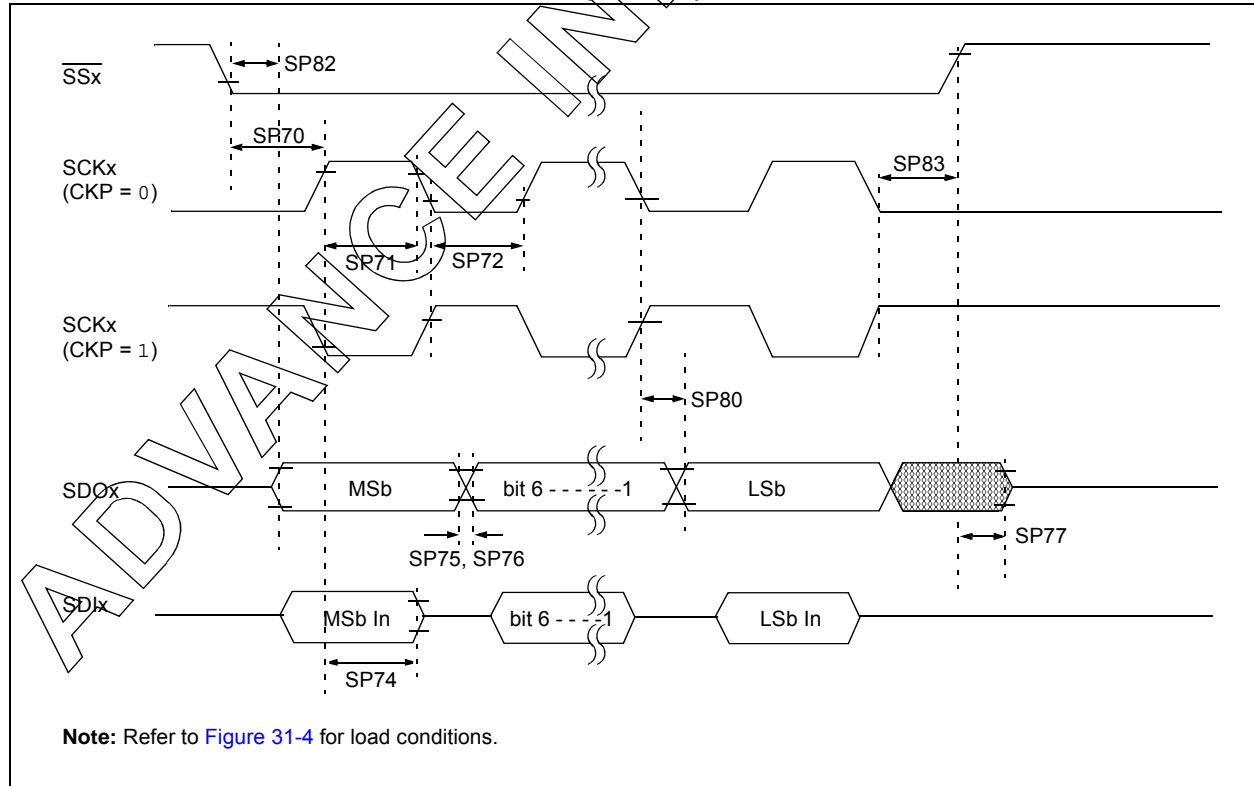 SSx
SP82
SP70
SCKx
(CKP = 0)
SP83
SP71
SP72
SCKx
(CKP = 1)
SP80
SDOx
MSb
bit 6 - - - - - -1
LSb
SP75, SP76
SP77
SDIx
MSb In
bit 6 - - - -1
LSb In
SP74
Note: Refer to Figure 31-4 for load conditions.
ADVANCE IN